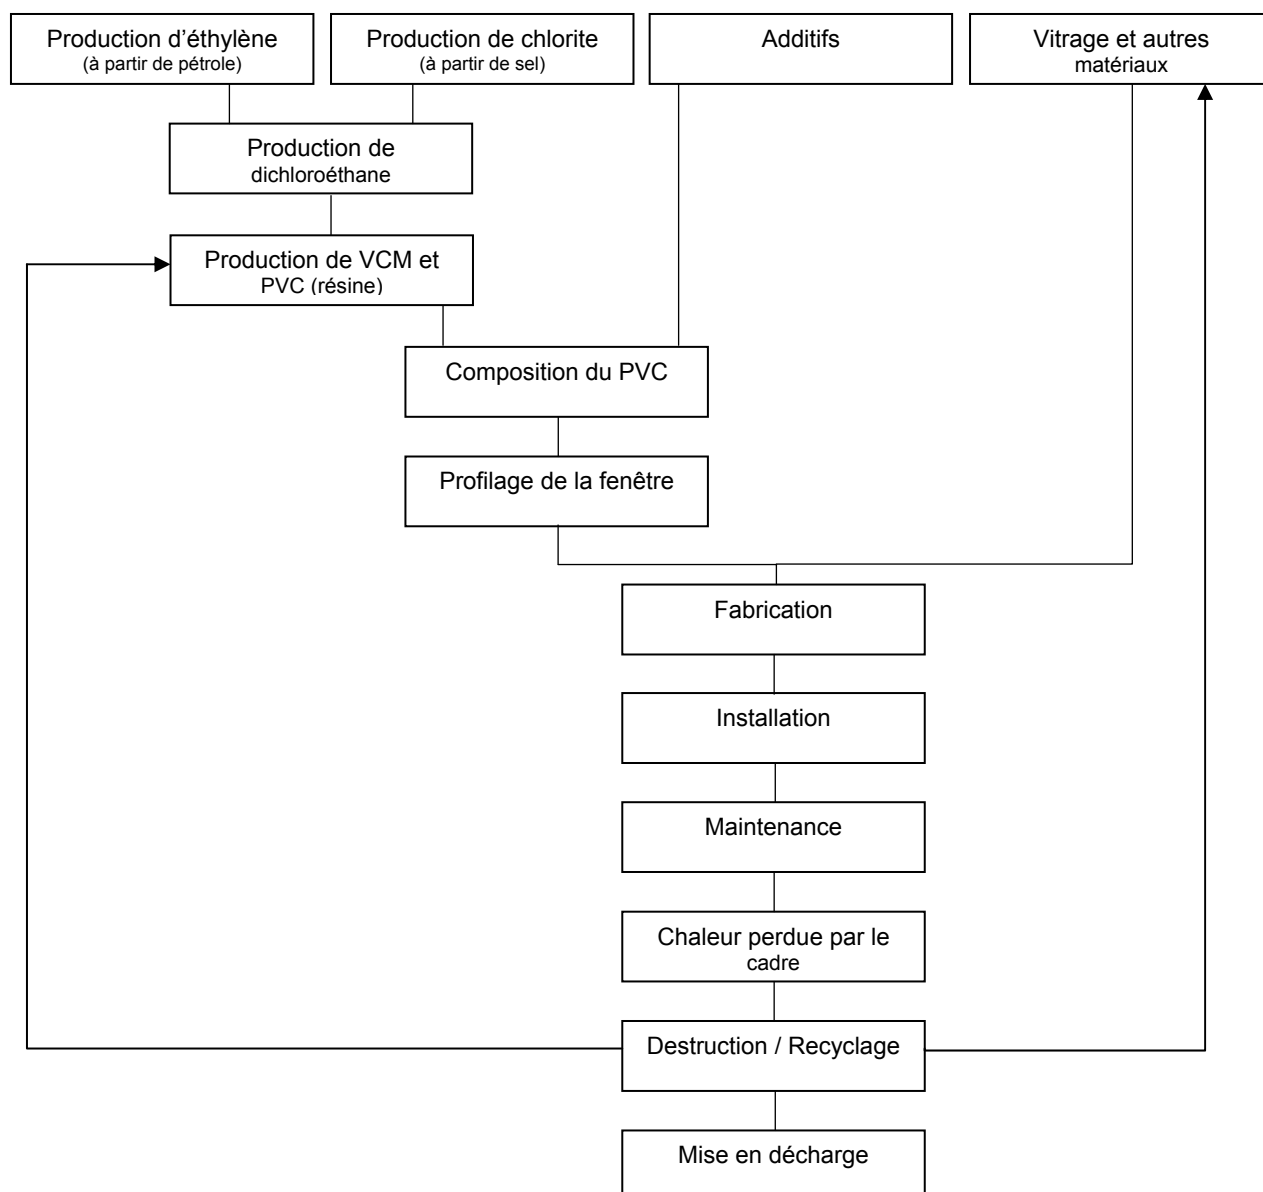 Production d'éthylène
(à partir de pétrole)
Production de chlorite
(à partir de sel)
Additifs
Vitrage et autres
matériaux
Production de
dichloroéthane
Production de VCM et
PVC (résine)
Composition du PVC
Profilage de la fenêtre
Fabrication
Installation
Maintenance
Chaleur perdue par le
cadre
Destruction / Recyclage
Mise en décharge